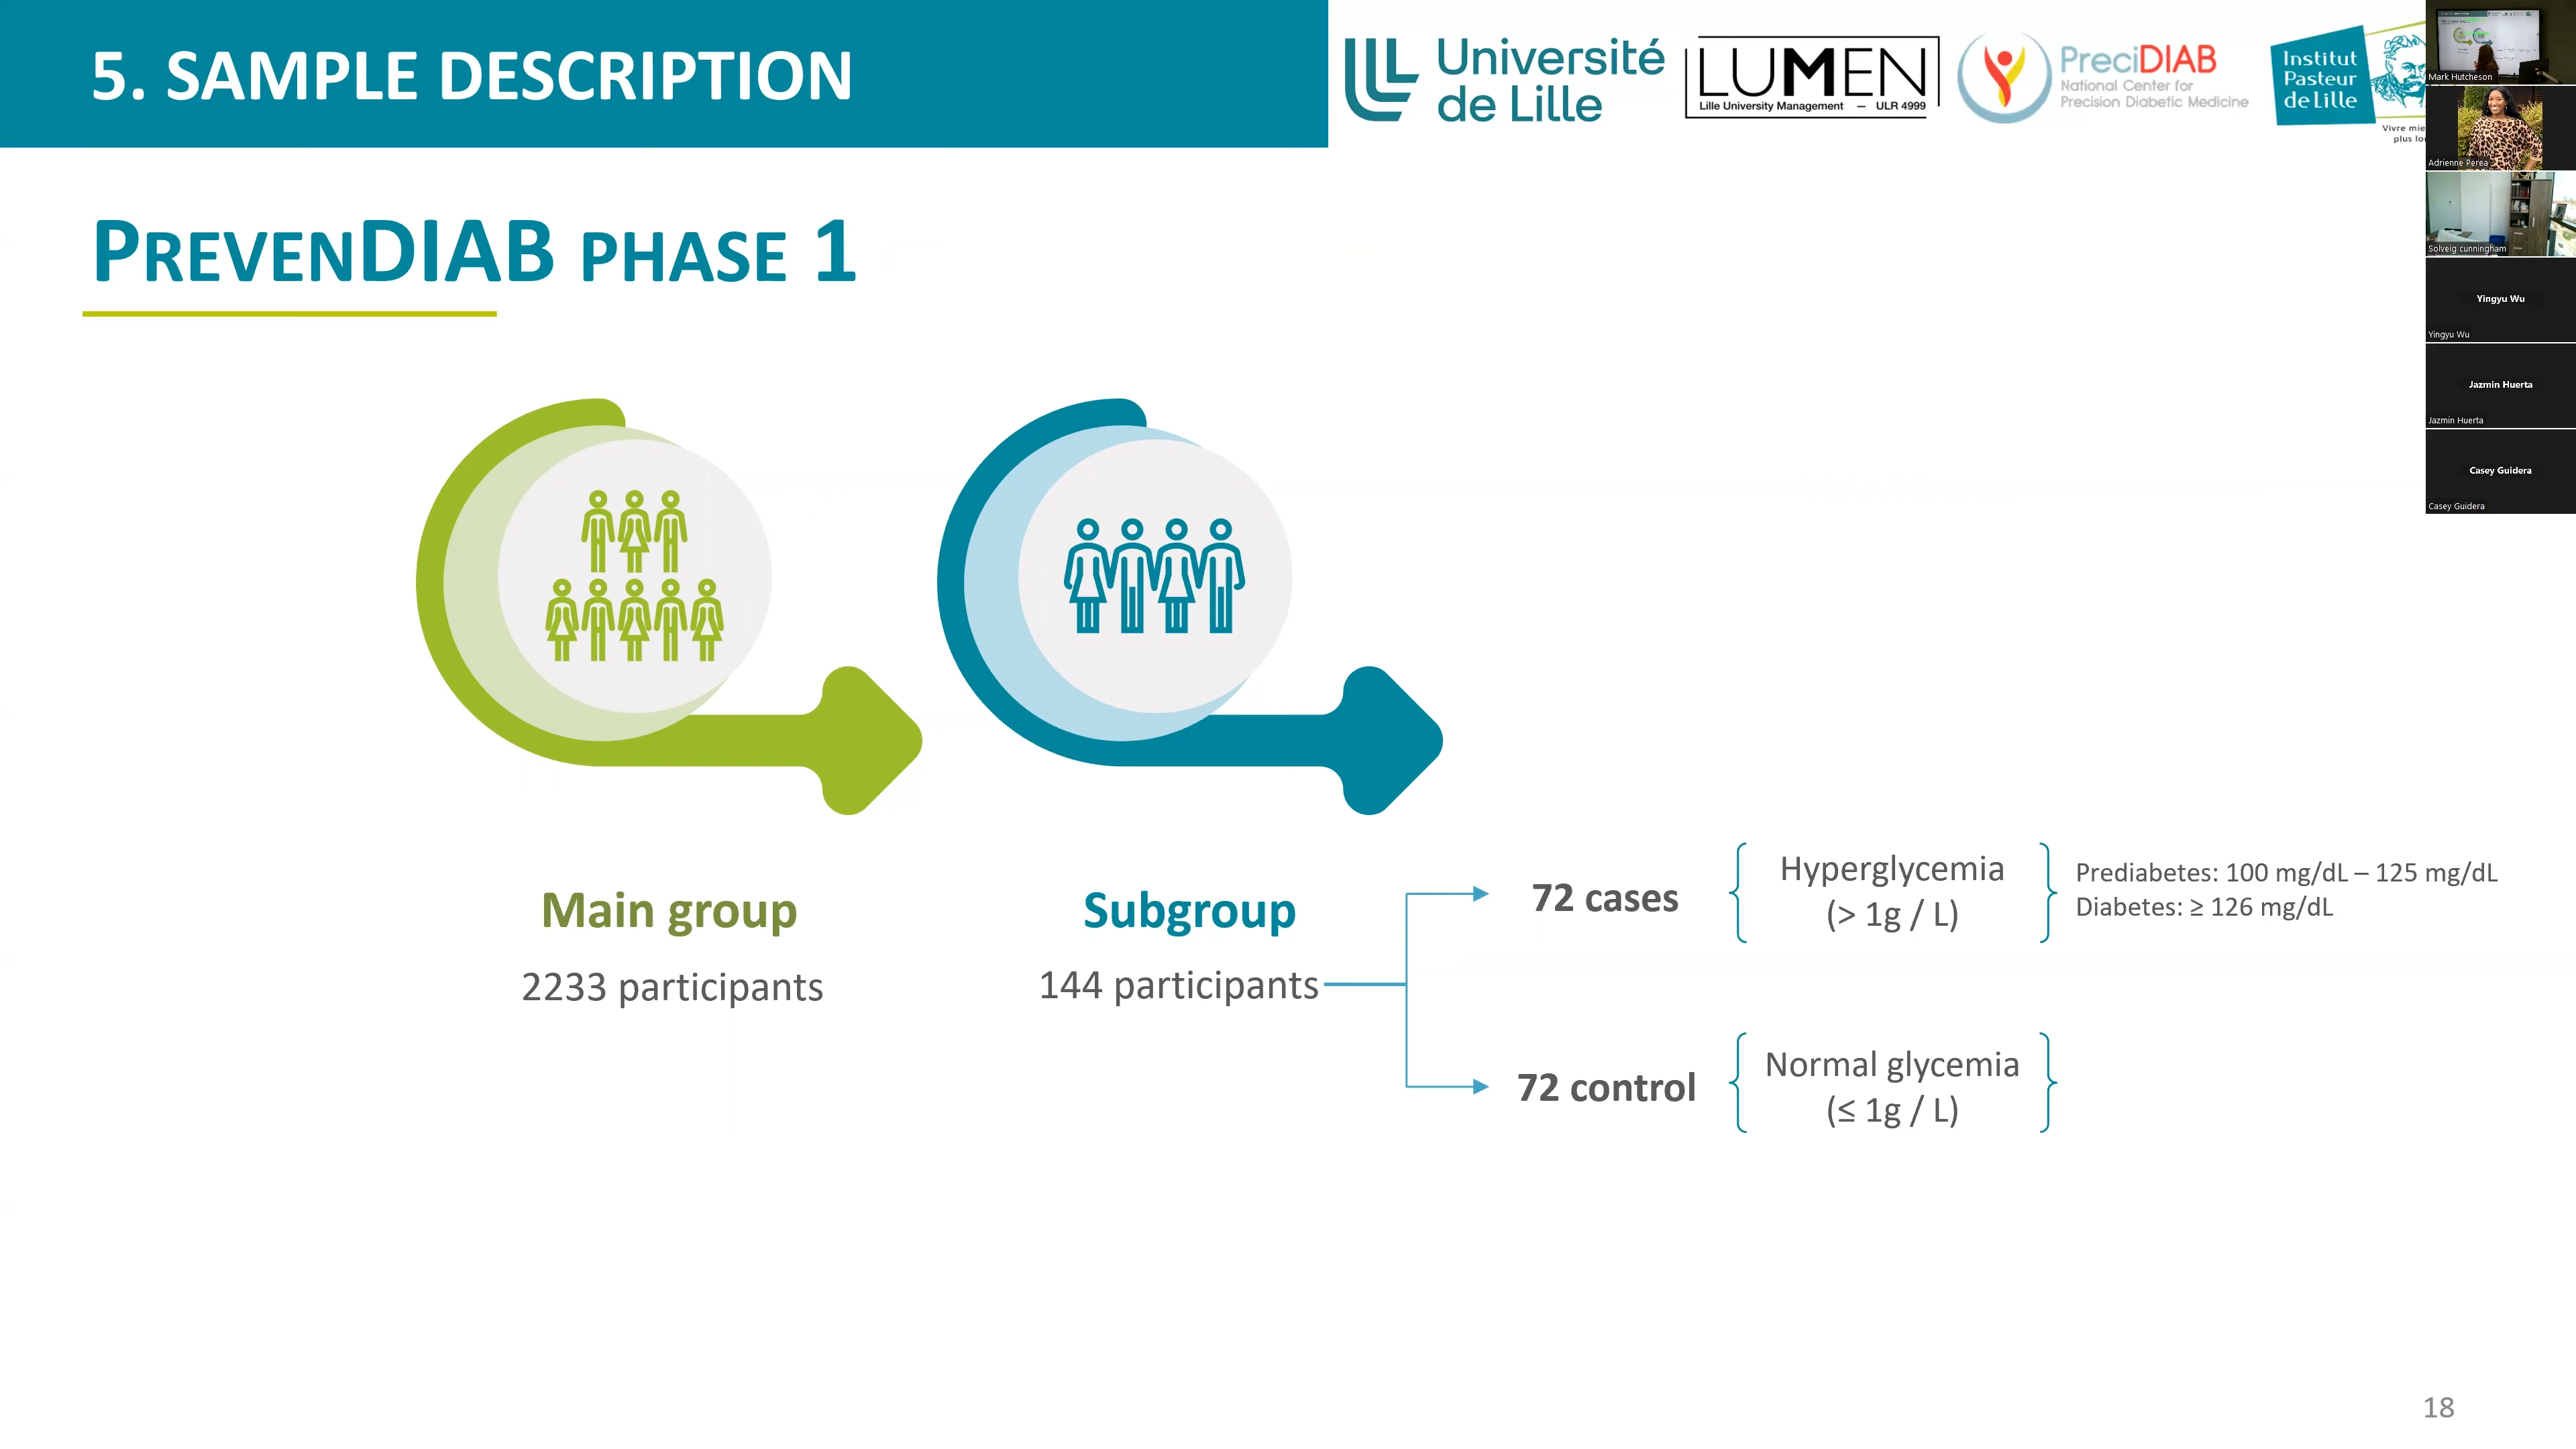 5. SAMPLE DESCRIPTION
Université
de Lille
LUMEN
Lille University Management — ULR 4999
PreciDIAB
National Center for
Precision Diabetic Medicine
Institut
Pasteur
de Lille
Vivre
plus
PREVENDIAB PHASE 1
Main group
2233 participants
Subgroup
144 participants
72 cases
Hyperglycemia
(> 1g / L)
Prediabetes: 100 mg/dL – 125 mg/dL
Diabetes: ≥ 126 mg/dL
72 control
Normal glycemia
(≤ 1g / L)
18
Mark Hutcheson
Adrienne Perea
Solveig cunningham
Yingyu Wu
Yingyu Wu
Jazmin Huerta
Jazmin Huerta
Casey Guidera
Casey Guidera